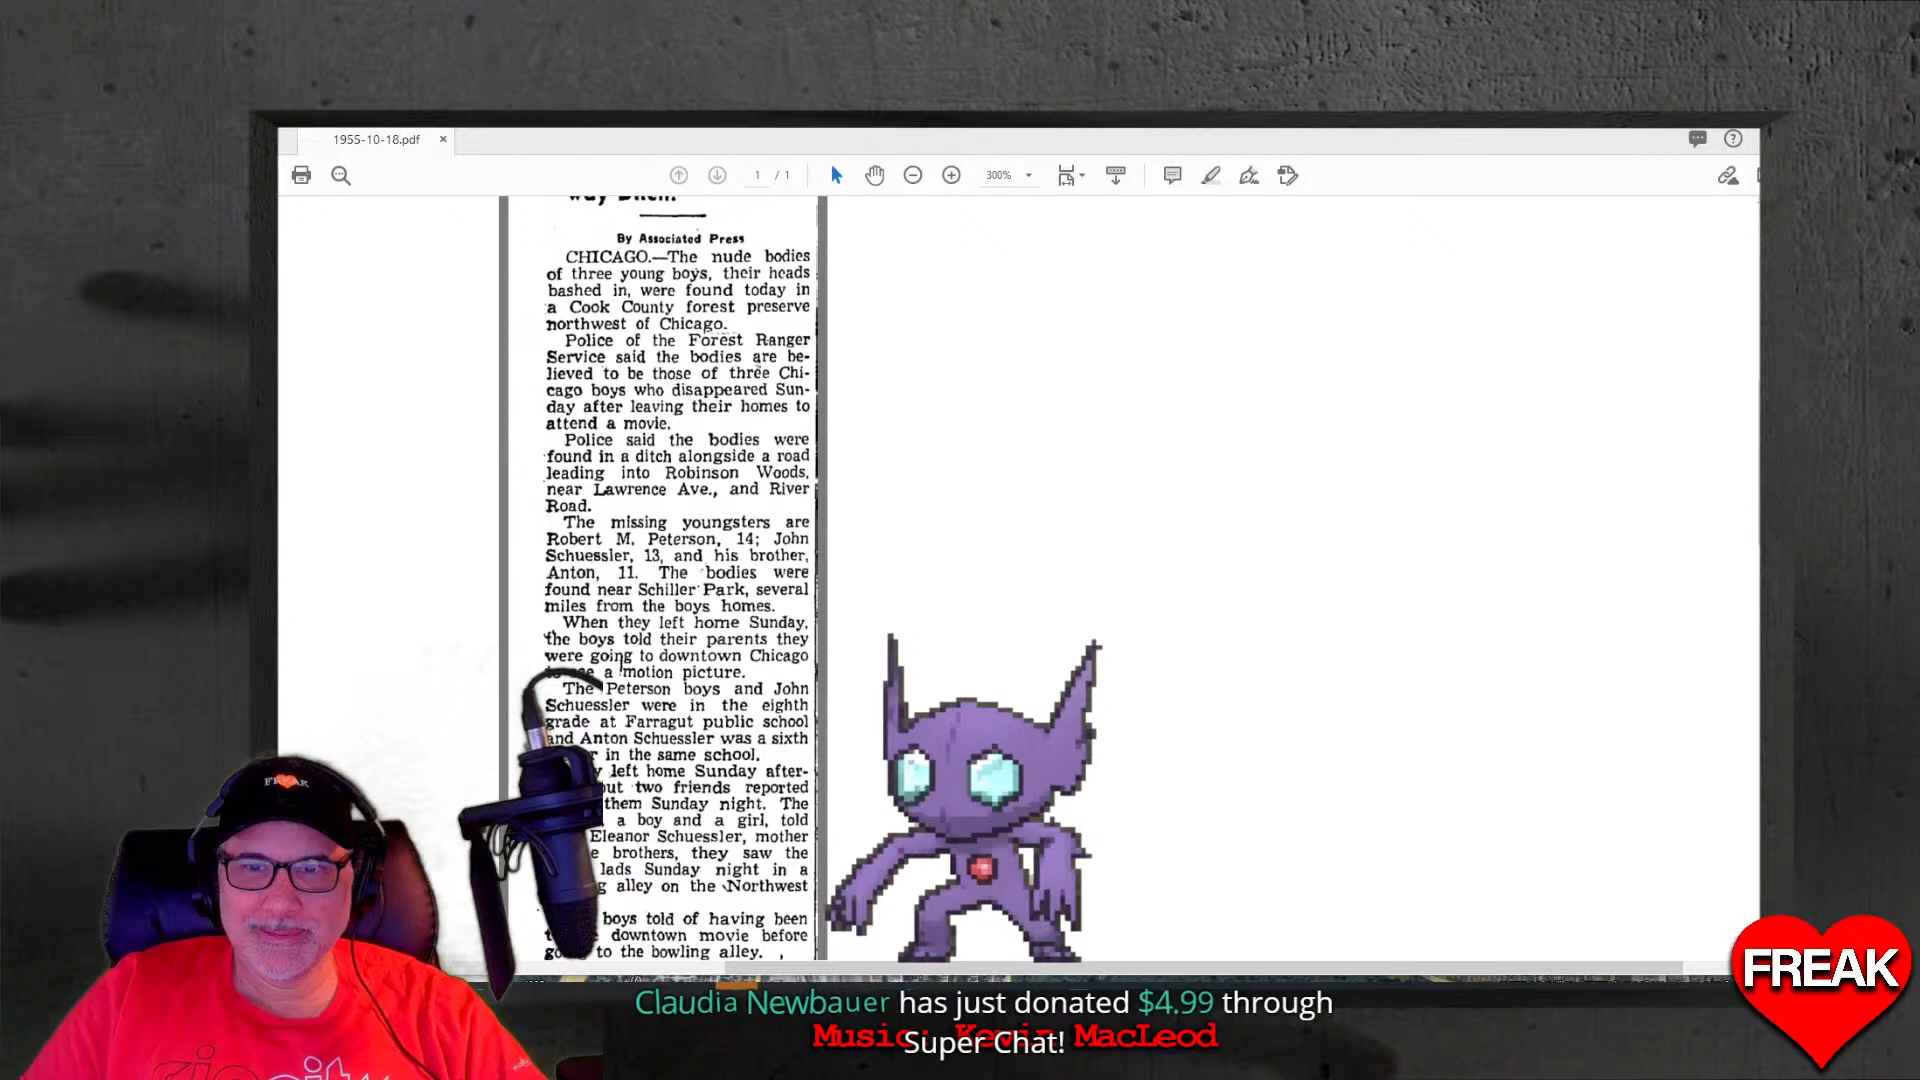 1955-10-18.pdf
1 / 1
300%
way Ditch.
By Associated Press
CHICAGO.—The nude bodies
of three young boys, their heads
bashed in, were found today in
a Cook County forest preserve
northwest of Chicago.
Police of the Forest Ranger
Service said the bodies are be-
lieved to be those of three Chi-
cago boys who disappeared Sun-
day after leaving their homes to
attend a movie.
Police said the bodies were
found in a ditch alongside a road
leading into Robinson Woods,
near Lawrence Ave., and River
Road.
The missing youngsters are
Robert M. Peterson, 14; John
Schuessler, 13, and his brother,
Anton, 11. The bodies were
found near Schiller Park, several
miles from the boys homes.
When they left home Sunday,
the boys told their parents they
were going to downtown Chicago
a motion picture.
The Peterson boys and John
Schuessler were in the eighth
grade at Farragut public school
and Anton Schuessler was a sixth
in the same school.
left home Sunday after-
but two friends reported
them Sunday night. The
a boy and a girl, told
Eleanor Schuessler, mother
brothers, they saw the
lads Sunday night in a
alley on the Northwest
boys told of having been
downtown movie before
to the bowling alley.
FREAK
FREAK
Claudia Newbauer has just donated $4.99 through
Super Chat!
Music: Kevin MacLeod